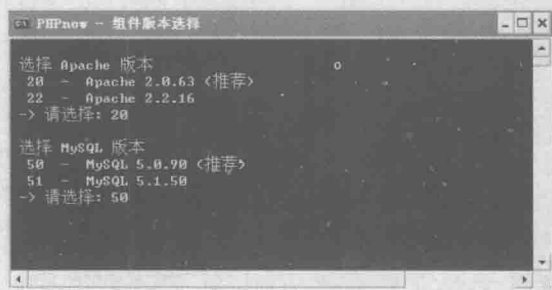 PHPnow -- 组件版本选择
选择 Apache 版本
20 - Apache 2.0.63 <推荐>
22 - Apache 2.2.16
-> 请选择: 20
选择 MySQL 版本
50 - MySQL 5.0.90 <推荐>
51 - MySQL 5.1.50
-> 请选择: 50